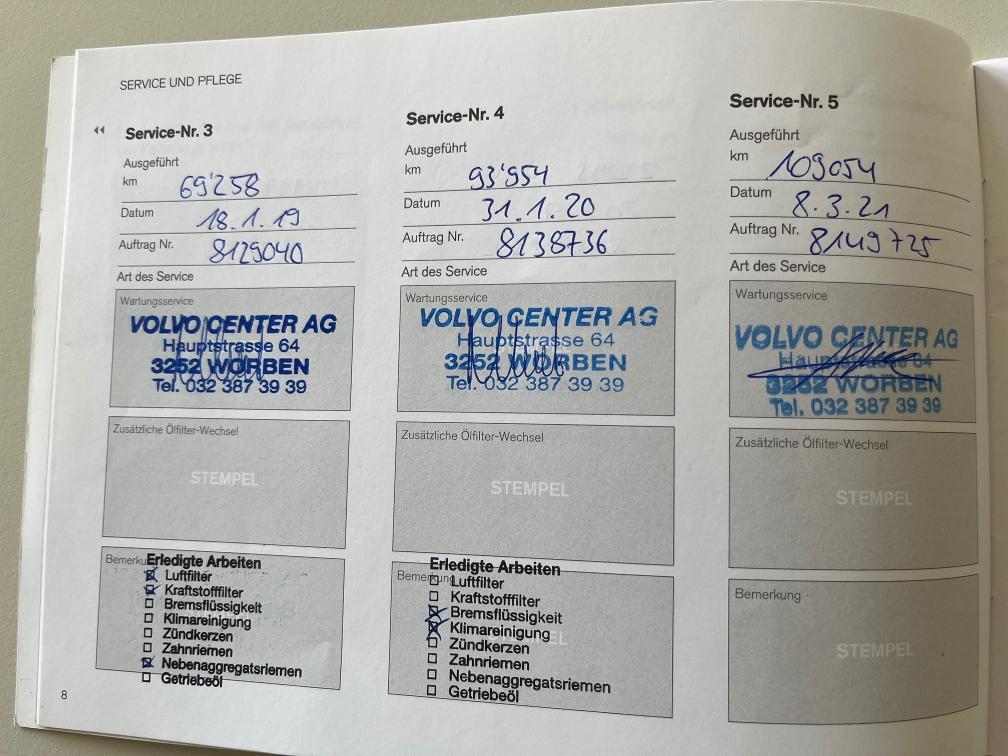 SERVICE UND PFLEGE
Service-Nr. 3
Ausgeführt
km 69'258
Datum 18.1.19
Auftrag Nr. 8129040
Art des Service
Wartungsservice
VOLVO CENTER AG
Hauptstrasse 64
3252 WORBEN
Tel. 032 387 39 39
Zusätzliche Ölfilter-Wechsel
STEMPEL
Erledigte Arbeiten
Luftfilter
Kraftstofffilter
Bremsflüssigkeit
Klimareinigung
Zündkerzen
Zahnriemen
Nebenaggregatsriemen
Getriebeöl
8
Service-Nr. 4
Ausgeführt
km 93'954
Datum 31.1.20
Auftrag Nr. 8138736
Art des Service
Wartungsservice
VOLVO CENTER AG
Hauptstrasse 64
3252 WORBEN
Tel. 032 387 39 39
Zusätzliche Ölfilter-Wechsel
STEMPEL
Erledigte Arbeiten
Bemerkung
Luftfilter
Kraftstofffilter
Bremsflüssigkeit
Klimareinigung
Zündkerzen
Zahnriemen
Nebenaggregatsriemen
Getriebeöl
Service-Nr. 5
Ausgeführt
km 109054
Datum 8.3.21
Auftrag Nr. 8149725
Art des Service
Wartungsservice
VOLVO CENTER AG
Hauptstrasse 64
3252 WORBEN
Tel. 032 387 39 39
Zusätzliche Ölfilter-Wechsel
STEMPEL
Bemerkung
STEMPEL